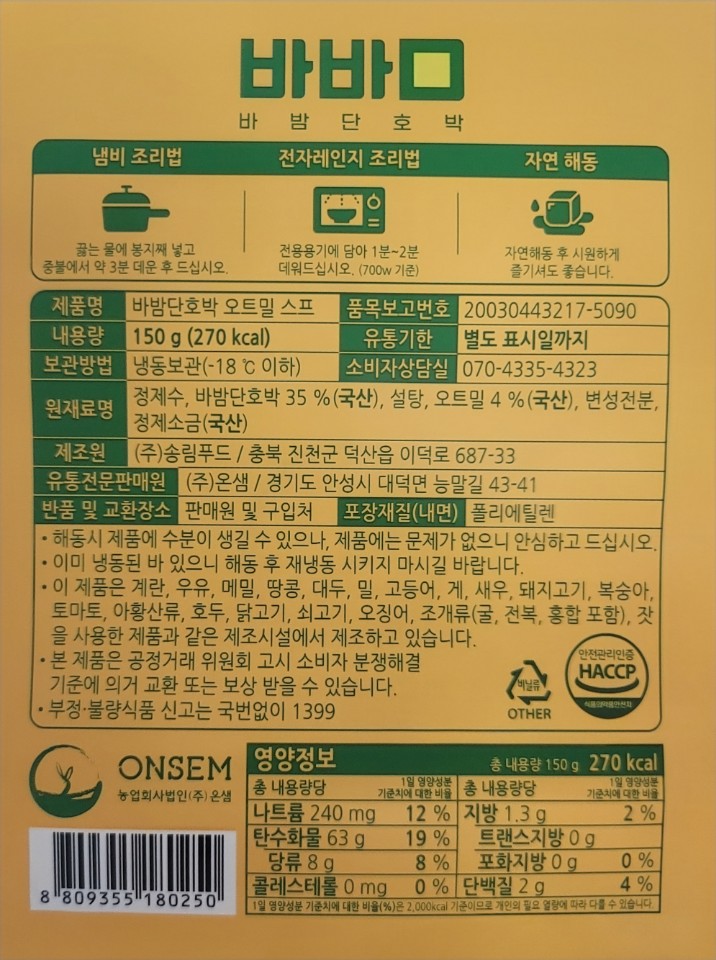 바바미
바 밤 단 호 박
냄비 조리법
전자레인지 조리법
자연 해동
끓는 물에 봉지째 넣고
중불에서 약 3분 데운 후 드십시오.
전용용기에 담아 1분~2분
데워드십시오. (700w 기준)
자연해동 후 시원하게
즐기셔도 좋습니다.
제품명 바밤단호박 오트밀 스프 품목보고번호 20030443217-5090
내용량 150 g (270 kcal) 유통기한 별도 표시일까지
보관방법 냉동보관(-18 ℃ 이하) 소비자상담실 070-4335-4323
원재료명 정제수, 바밤단호박 35 %(국산), 설탕, 오트밀 4 %(국산), 변성전분,
정제소금(국산)
제조원 (주)송림푸드 / 충북 진천군 덕산읍 이덕로 687-33
유통전문판매원 (주)온샘 / 경기도 안성시 대덕면 능말길 43-41
반품 및 교환장소 판매원 및 구입처 포장재질(내면) 폴리에틸렌
• 해동시 제품에 수분이 생길 수 있으나, 제품에는 문제가 없으니 안심하고 드십시오.
• 이미 냉동된 바 있으니 해동 후 재냉동 시키지 마시길 바랍니다.
• 이 제품은 계란, 우유, 메밀, 땅콩, 대두, 밀, 고등어, 게, 새우, 돼지고기, 복숭아,
토마토, 아황산류, 호두, 닭고기, 쇠고기, 오징어, 조개류(굴, 전복, 홍합 포함), 잣
을 사용한 제품과 같은 제조시설에서 제조하고 있습니다.
• 본 제품은 공정거래 위원회 고시 소비자 분쟁해결
기준에 의거 교환 또는 보상 받을 수 있습니다.
• 부정·불량식품 신고는 국번없이 1399
비닐류
OTHER
안전관리인증
HACCP
식품의약품안전처
ONSEM
농업회사법인(주) 온샘
8 809355 180250
영양정보 총 내용량 150 g 270 kcal
총 내용량당 1일 영양성분 기준치에 대한 비율 총 내용량당 1일 영양성분 기준치에 대한 비율
나트륨 240 mg 12 % 지방 1.3 g 2 %
탄수화물 63 g 19 % 트랜스지방 0 g
당류 8 g 8 % 포화지방 0 g 0 %
콜레스테롤 0 mg 0 % 단백질 2 g 4 %
1일 영양성분 기준치에 대한 비율(%)은 2,000kcal 기준이므로 개인의 필요 열량에 따라 다를 수 있습니다.